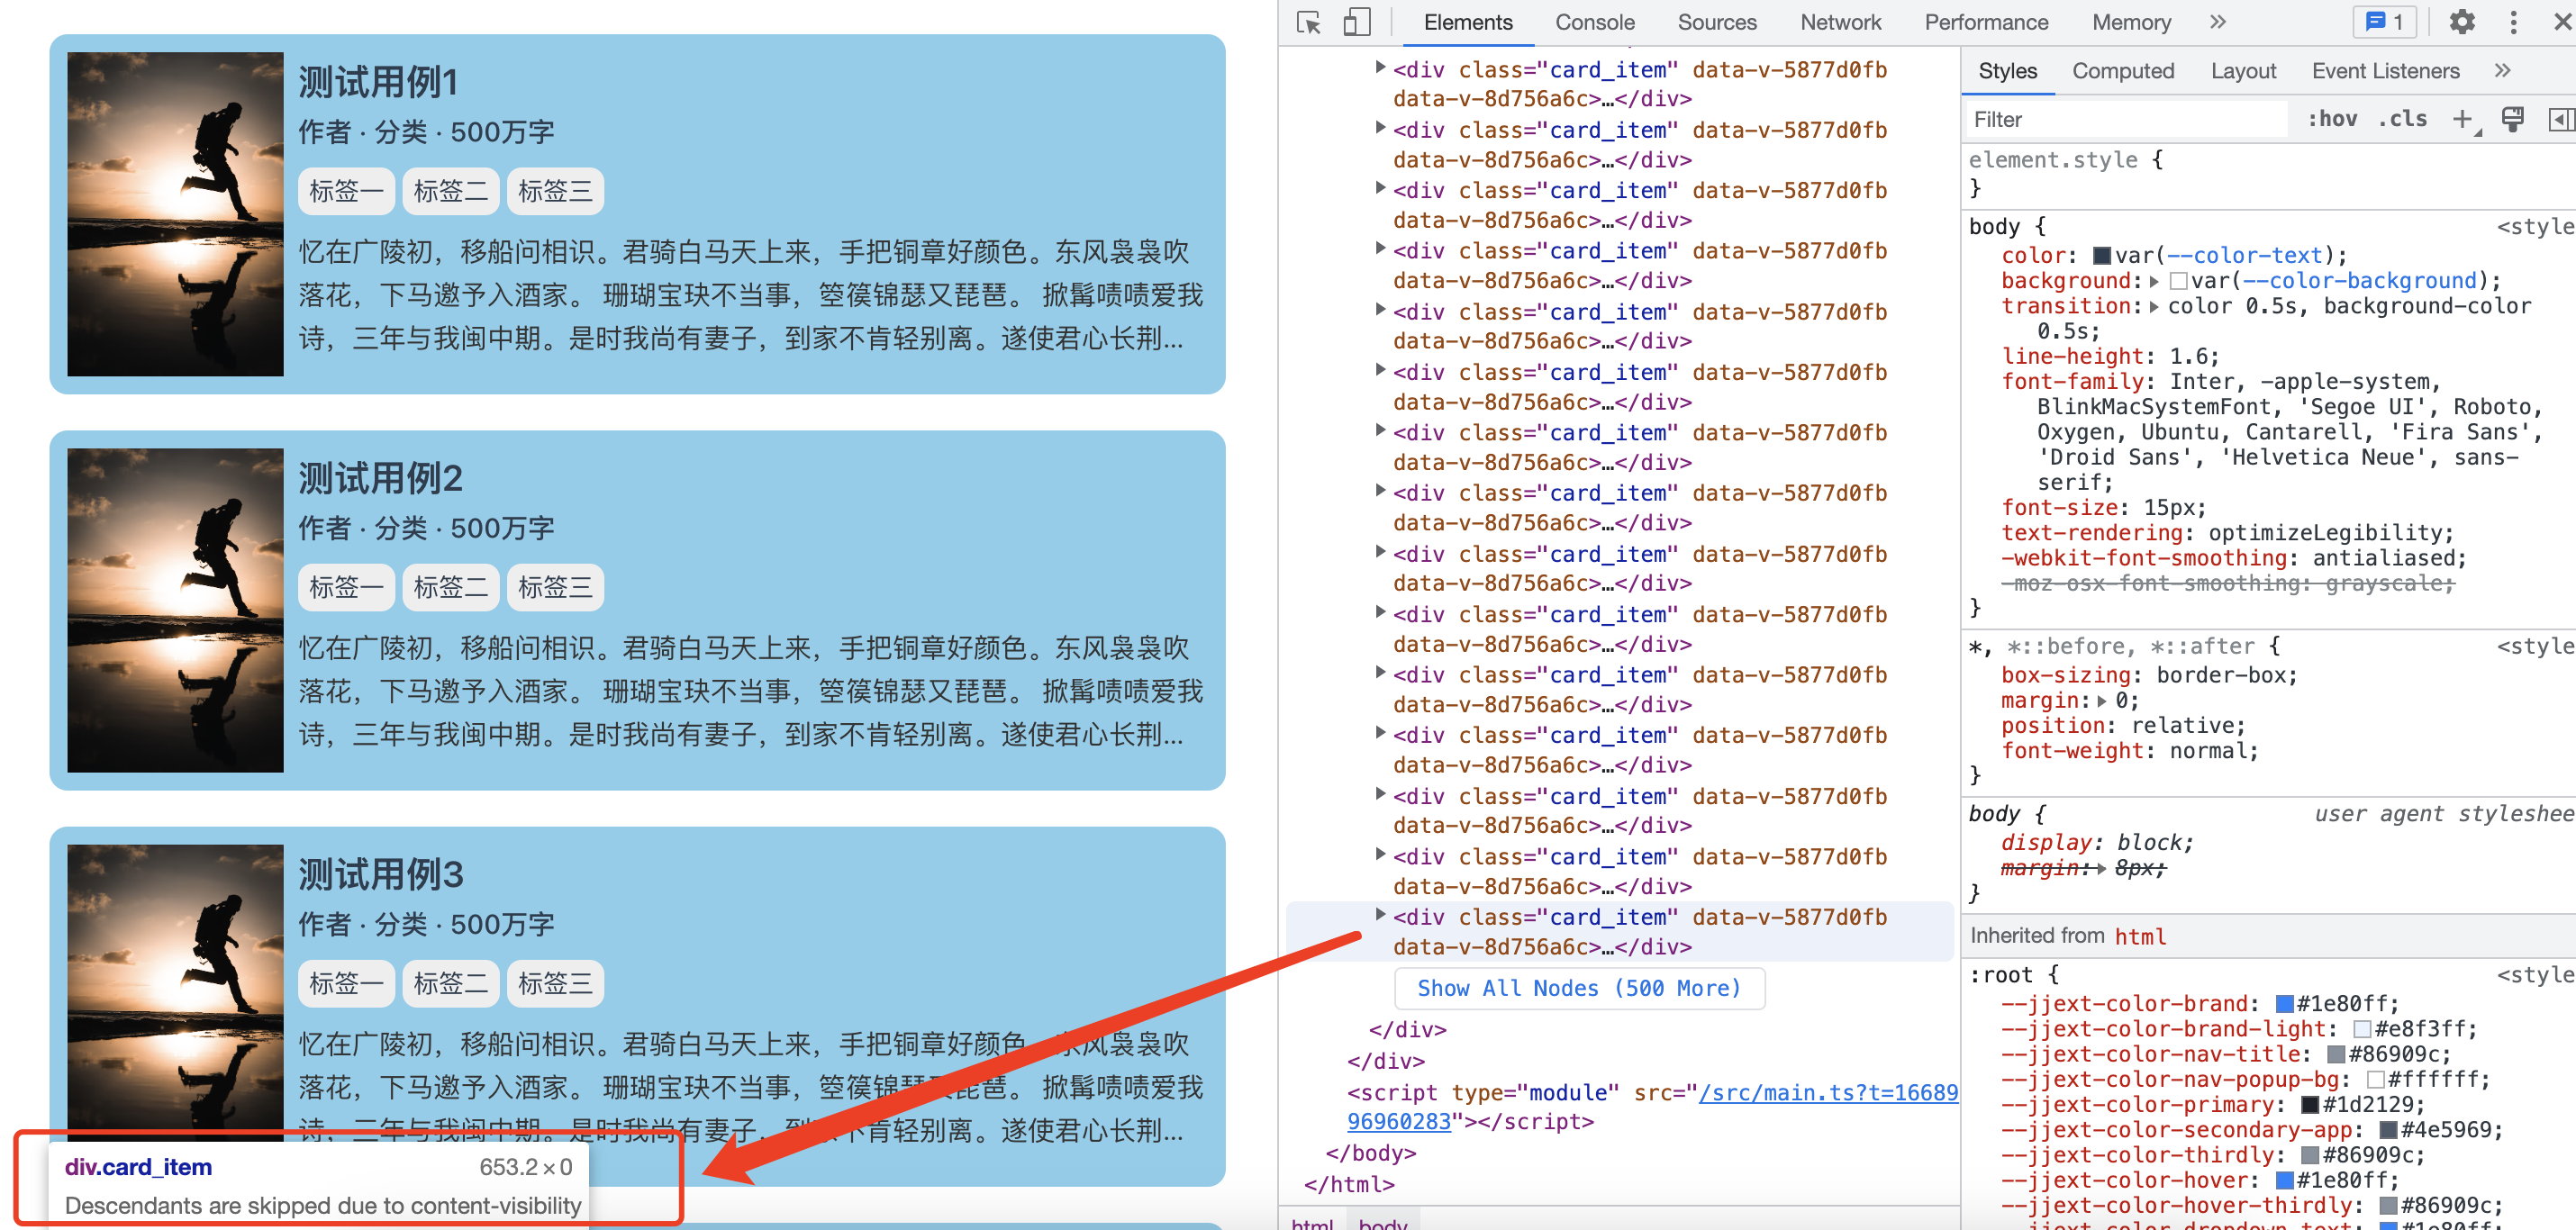 测试用例1
作者 · 分类 · 500万字
标签一 标签二 标签三
忆在广陵初，移船问相识。君骑白马天上来，手把铜章好颜色。东风袅袅吹
落花，下马邀予入酒家。 珊瑚宝玦不当事，箜篌锦瑟又琵琶。 掀髯啧啧爱我
诗，三年与我闽中期。是时我尚有妻子，到家不肯轻别离。遂使君心长荆...
测试用例2
作者 · 分类 · 500万字
标签一 标签二 标签三
忆在广陵初，移船问相识。君骑白马天上来，手把铜章好颜色。东风袅袅吹
落花，下马邀予入酒家。 珊瑚宝玦不当事，箜篌锦瑟又琵琶。 掀髯啧啧爱我
诗，三年与我闽中期。是时我尚有妻子，到家不肯轻别离。遂使君心长荆...
测试用例3
作者 · 分类 · 500万字
标签一 标签二 标签三
忆在广陵初，移船问相识。君骑白马天上来，手把铜章好颜色。东风袅袅吹
落花，下马邀予入酒家。 珊瑚宝玦不当事，箜篌锦瑟又琵琶。 掀髯啧啧爱我
诗，三年与我闽中期。是时我尚有妻子，到家不肯轻别离。遂使君心长荆...
div.card_item 653.2 × 0
Descendants are skipped due to content-visibility
Elements Console Sources Network Performance Memory » 1
<div class="card_item" data-v-5877d0fb
data-v-8d756a6c>…</div>
<div class="card_item" data-v-5877d0fb
data-v-8d756a6c>…</div>
<div class="card_item" data-v-5877d0fb
data-v-8d756a6c>…</div>
<div class="card_item" data-v-5877d0fb
data-v-8d756a6c>…</div>
<div class="card_item" data-v-5877d0fb
data-v-8d756a6c>…</div>
<div class="card_item" data-v-5877d0fb
data-v-8d756a6c>…</div>
<div class="card_item" data-v-5877d0fb
data-v-8d756a6c>…</div>
<div class="card_item" data-v-5877d0fb
data-v-8d756a6c>…</div>
<div class="card_item" data-v-5877d0fb
data-v-8d756a6c>…</div>
<div class="card_item" data-v-5877d0fb
data-v-8d756a6c>…</div>
<div class="card_item" data-v-5877d0fb
data-v-8d756a6c>…</div>
<div class="card_item" data-v-5877d0fb
data-v-8d756a6c>…</div>
<div class="card_item" data-v-5877d0fb
data-v-8d756a6c>…</div>
<div class="card_item" data-v-5877d0fb
data-v-8d756a6c>…</div>
<div class="card_item" data-v-5877d0fb
data-v-8d756a6c>…</div>
Show All Nodes (500 More)
</div>
</div>
<script type="module" src="/src/main.ts?t=16689
96960283"></script>
</body>
</html>
html body
Styles Computed Layout Event Listeners »
Filter :hov .cls +
element.style {
}
body { <style
color: var(--color-text);
background: var(--color-background);
transition: color 0.5s, background-color
0.5s;
line-height: 1.6;
font-family: Inter, -apple-system,
BlinkMacSystemFont, 'Segoe UI', Roboto,
Oxygen, Ubuntu, Cantarell, 'Fira Sans',
'Droid Sans', 'Helvetica Neue', sans-
serif;
font-size: 15px;
text-rendering: optimizeLegibility;
-webkit-font-smoothing: antialiased;
-moz-osx-font-smoothing: grayscale;
}
*, *::before, *::after { <style
box-sizing: border-box;
margin: 0;
position: relative;
font-weight: normal;
}
body { user agent styleshee
display: block;
margin: 8px;
}
Inherited from html
:root { <style
--jjext-color-brand: #1e80ff;
--jjext-color-brand-light: #e8f3ff;
--jjext-color-nav-title: #86909c;
--jjext-color-nav-popup-bg: #ffffff;
--jjext-color-primary: #1d2129;
--jjext-color-secondary-app: #4e5969;
--jjext-color-thirdly: #86909c;
--jjext-color-hover: #1e80ff;
--jjext-color-hover-thirdly: #86909c;
--jjext-color-dropdown-text: #1e80ff;